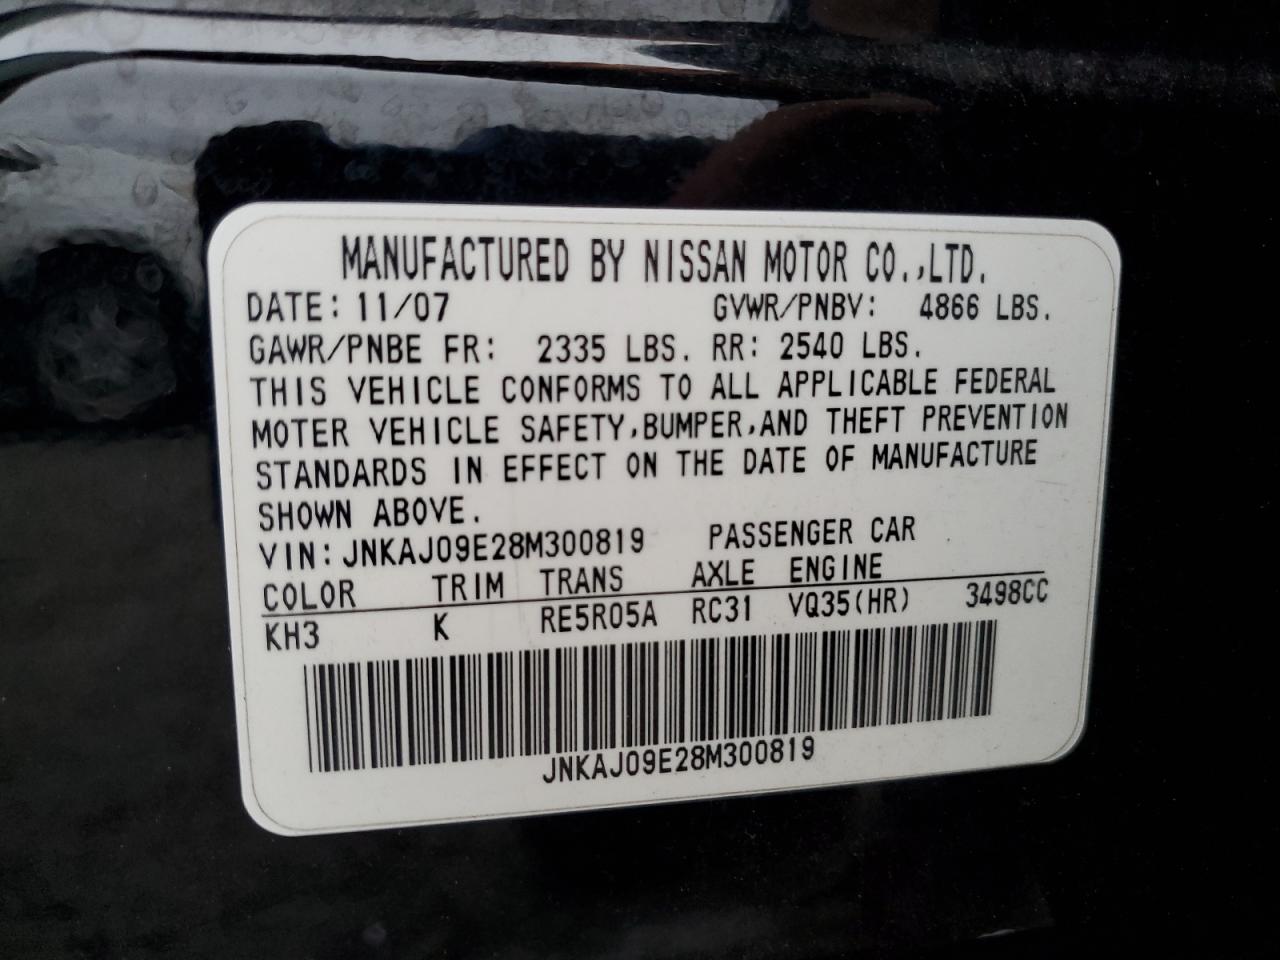 MANUFACTURED BY NISSAN MOTOR CO.,LTD.
DATE: 11/07 GVWR/PNBV: 4866 LBS.
GAWR/PNBE FR: 2335 LBS. RR: 2540 LBS.
THIS VEHICLE CONFORMS TO ALL APPLICABLE FEDERAL
MOTER VEHICLE SAFETY,BUMPER,AND THEFT PREVENTION
STANDARDS IN EFFECT ON THE DATE OF MANUFACTURE
SHOWN ABOVE.
VIN: JNKAJ09E28M300819 PASSENGER CAR
COLOR TRIM TRANS AXLE ENGINE
KH3 K RE5R05A RC31 VQ35(HR) 3498CC
JNKAJ09E28M300819